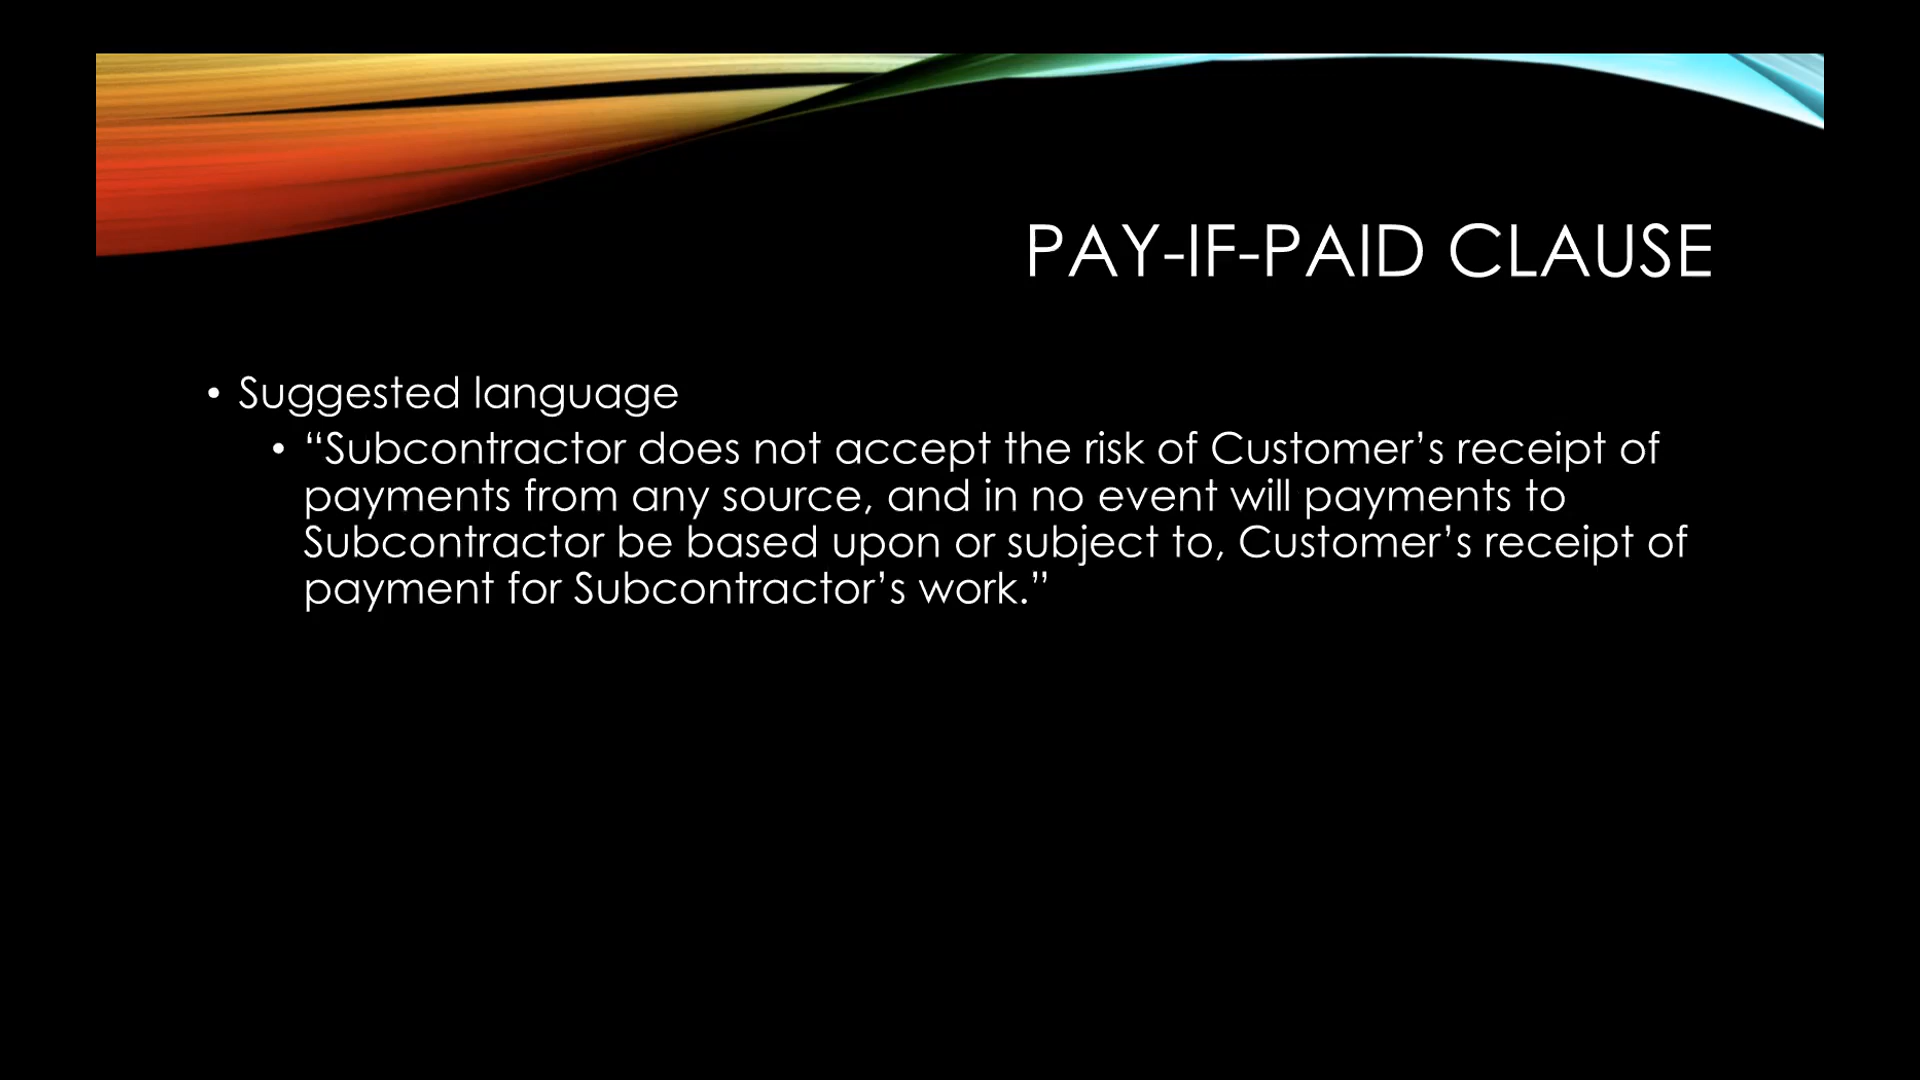 PAY-IF-PAID CLAUSE
• Suggested language
• “Subcontractor does not accept the risk of Customer’s receipt of
payments from any source, and in no event will payments to
Subcontractor be based upon or subject to, Customer’s receipt of
payment for Subcontractor’s work.”